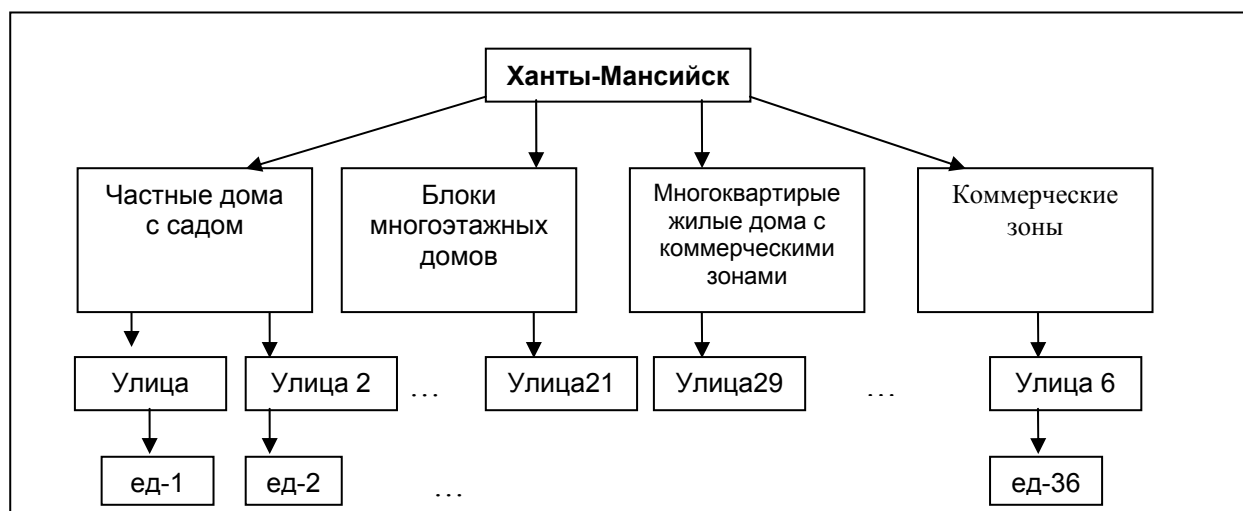 Ханты-Мансийск
Частные дома
с садом
Блоки
многоэтажных
домов
Многоквартирые
жилые дома с
коммерческими
зонами
Коммерческие
зоны
Улица
Улица 2
...
Улица21
Улица29
...
Улица 6
ед-1
ед-2
...
ед-36